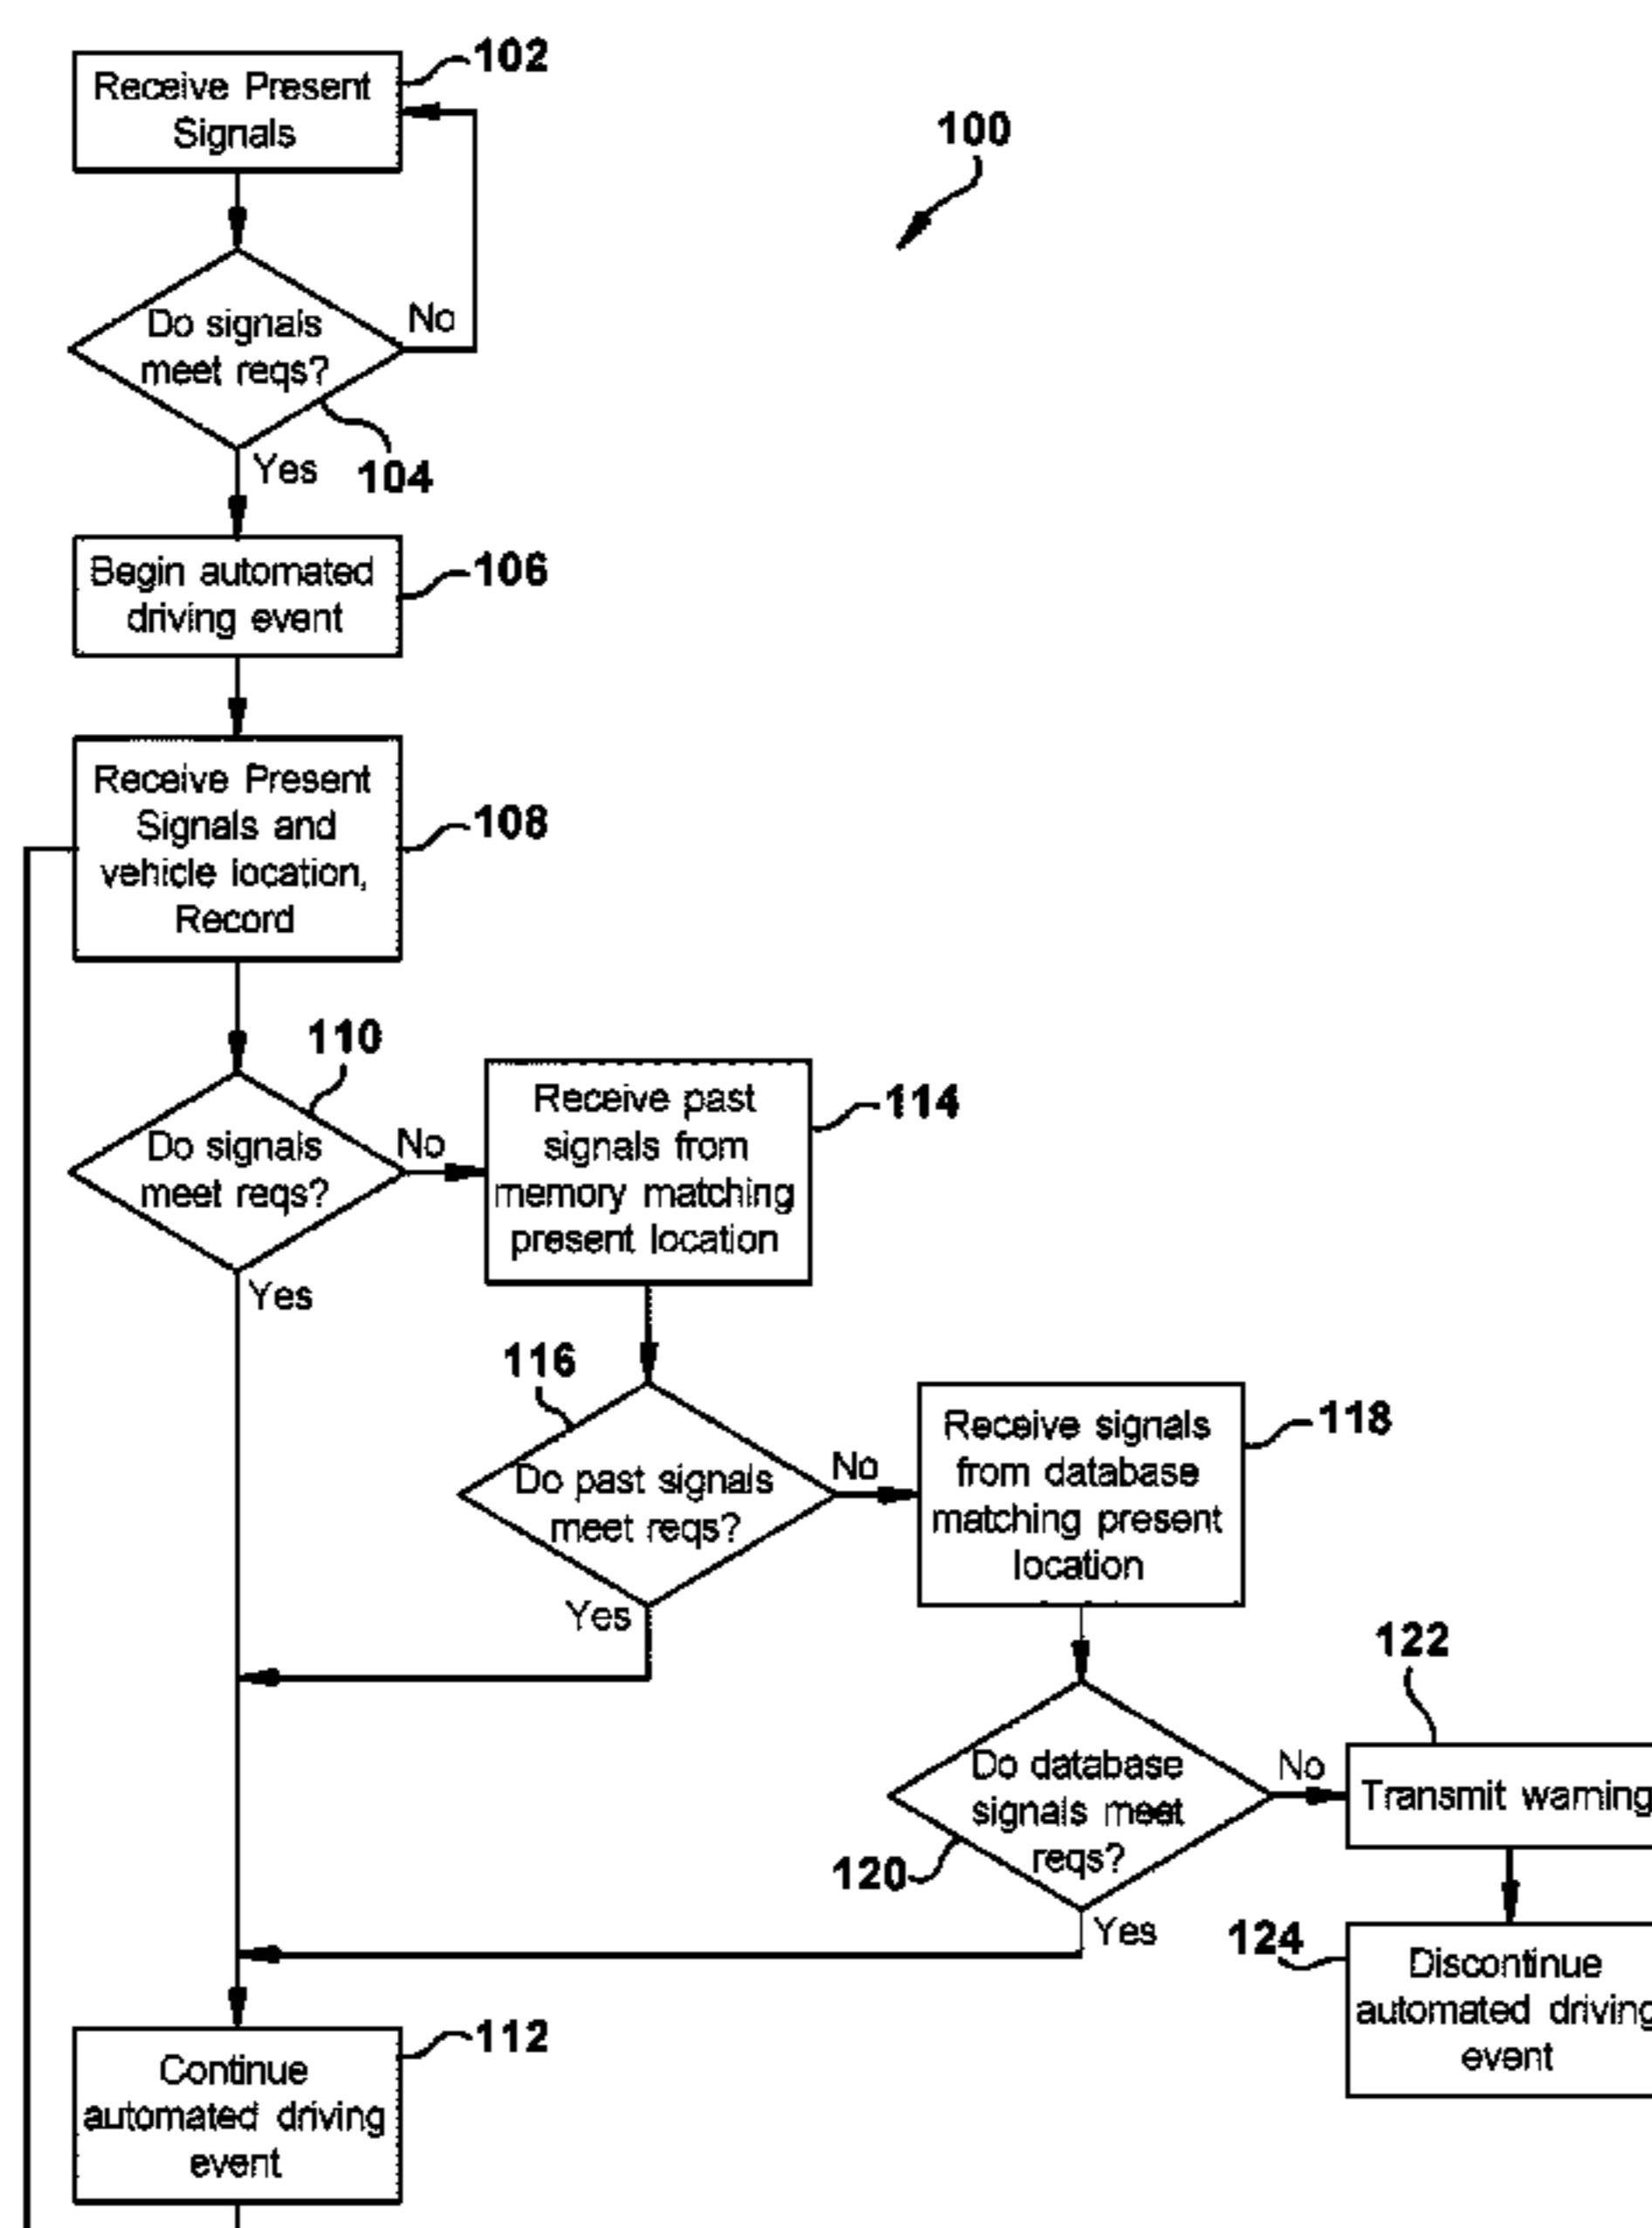 Receive Present
Signals
102
100
Do signals
meet reqs?
No
Yes
104
Begin automated
driving event
106
Receive Present
Signals and
vehicle location,
Record
108
110
Do signals
meet reqs?
No
Yes
Receive past
signals from
memory matching
present location
114
116
Do past signals
meet reqs?
No
Yes
Receive signals
from database
matching present
location
118
Do database
signals meet
reqs?
120
No
Yes
122
Transmit warning
124
Discontinue
automated driving
event
Continue
automated driving
event
112